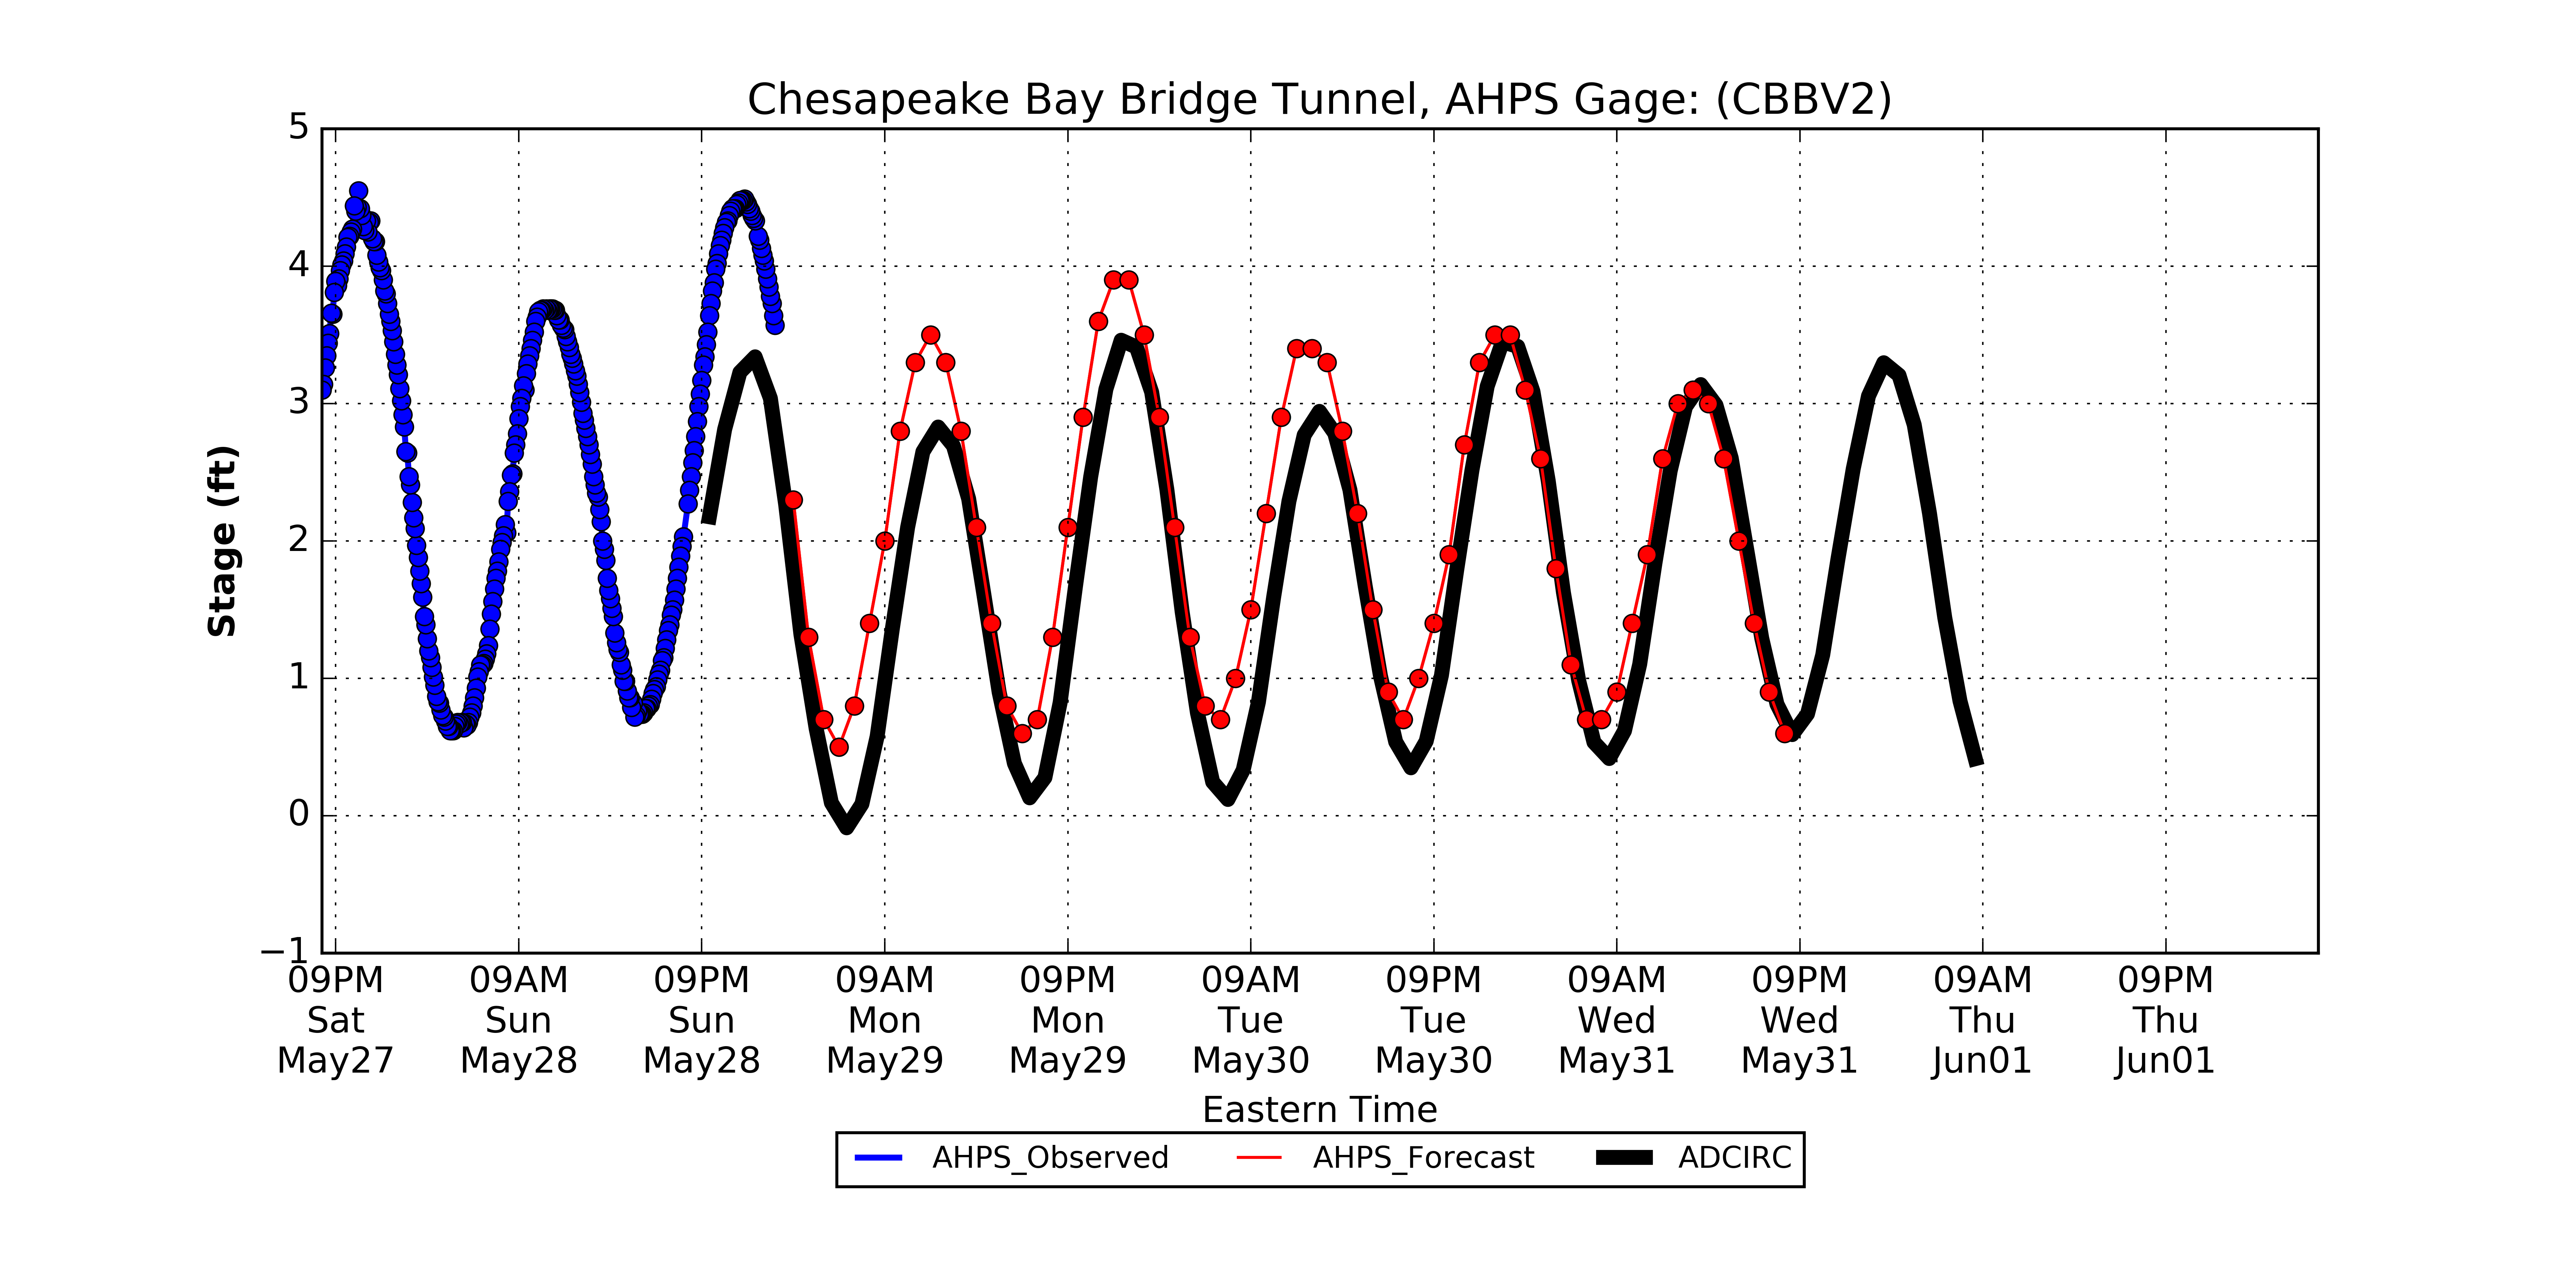 Chesapeake Bay Bridge Tunnel, AHPS Gage: (CBBV2)
5
4
3
2
1
0
−1
Stage (ft)
09PM 09AM 09PM 09AM 09PM 09AM 09PM 09AM 09PM 09AM 09PM
Sat Sun Sun Mon Mon Tue Tue Wed Wed Thu Thu
May27 May28 May28 May29 May29 May30 May30 May31 May31 Jun01 Jun01
Eastern Time
AHPS_Observed AHPS_Forecast ADCIRC